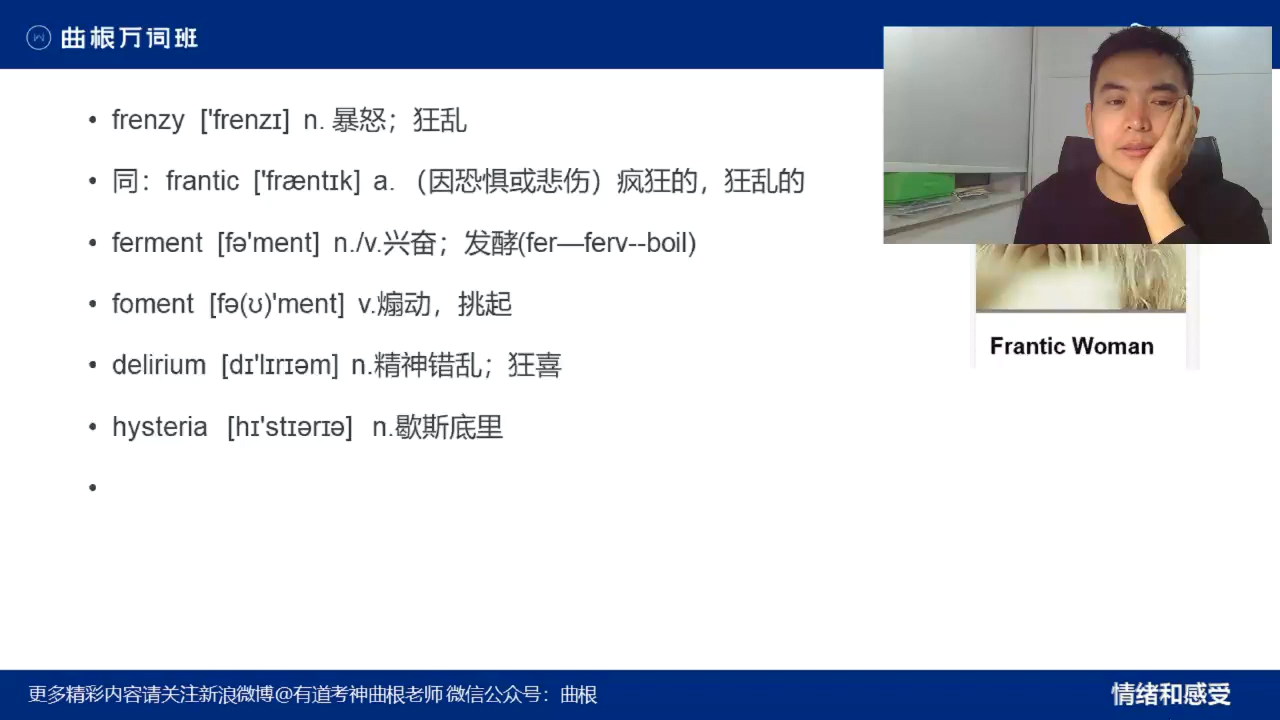 曲根万词班
frenzy ['frenzɪ] n. 暴怒；狂乱
同：frantic ['fræntɪk] a. （因恐惧或悲伤）疯狂的，狂乱的
ferment [fə'ment] n./v.兴奋；发酵(fer—ferv--boil)
foment [fə(ʊ)'ment] v.煽动，挑起
delirium [dɪ'lɪrɪəm] n.精神错乱；狂喜
hysteria [hɪ'stɪərɪə] n.歇斯底里
Frantic Woman
更多精彩内容请关注新浪微博@有道考神曲根老师 微信公众号：曲根
情绪和感受